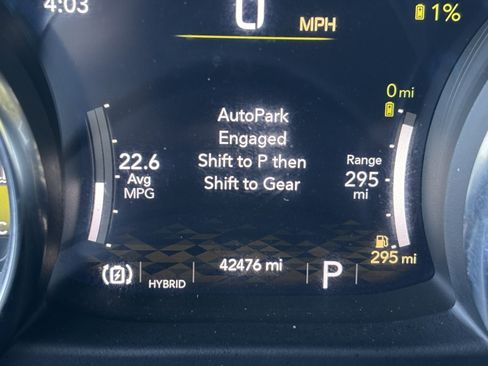 4:03
0 MPH
1%
0 mi
AutoPark
Engaged
Shift to P then
Shift to Gear
22.6
Avg
MPG
Range
295
mi
295 mi
HYBRID
42476 mi
P
C